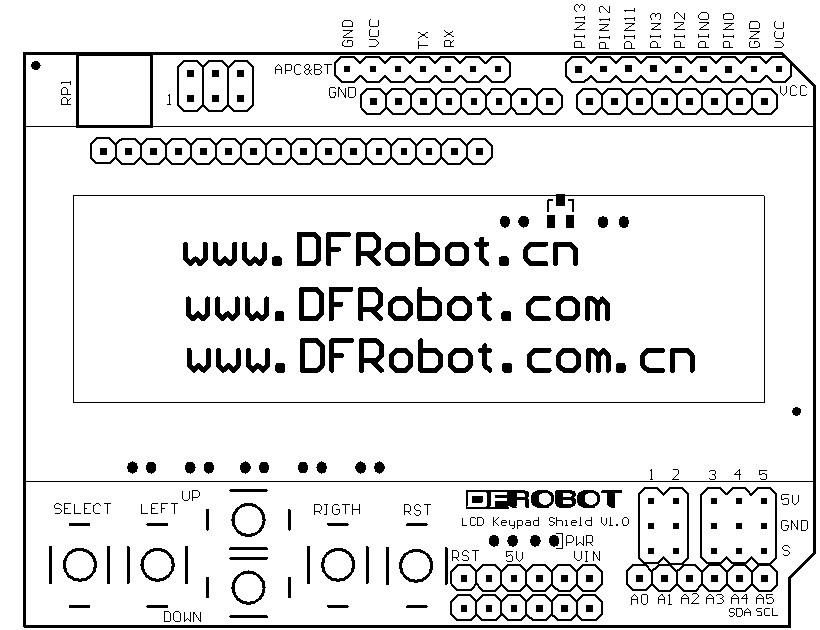 GND VCC TX RX PIN13 PIN12 PIN11 PIN3 PIN2 PIN0 PIN0 GND VCC
RP1
1
APC&BT
GND
VCC
www.DFRobot.cn
www.DFRobot.com
www.DFRobot.com.cn
1 2 3 4 5
SELECT LEFT UP RIGTH RST
DFROBOT
LCD Keypad Shield V1.0
5V
GND
S
PWR
RST 5V VIN
DOWN
A0 A1 A2 A3 A4 A5
SDA SCL